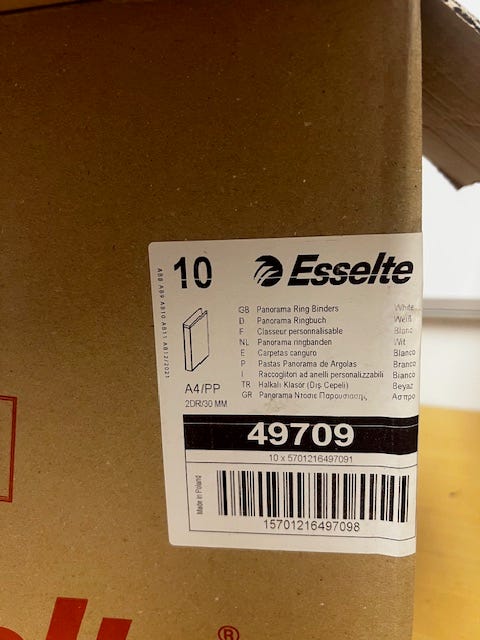 10 Esselte
GB Panorama Ring Binders White
D Panorama Ringbuch Weiß
F Classeur personnalisable Blanc
NL Panorama ringbanden Wit
E Carpetas canguro Blanco
P Pastas Panorama de Argolas Branco
I Raccoglitori ad anelli personalizzabili Bianco
TR Halkalı Klasör (Dış Cepeli) Beyaz
GR Panorama Ντοσιέ Παρουσίασης Άσπρο
A4/PP
2DR/30 MM
49709
10 x 5701216497091
Made in Poland
15701216497098
®